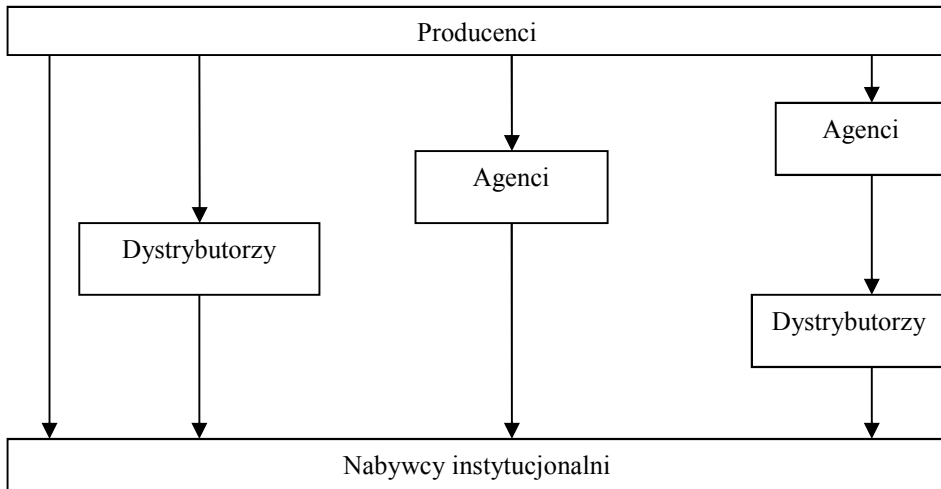 Producenci
Agenci
Agenci
Dystrybutorzy
Dystrybutorzy
Nabywcy instytucjonalni